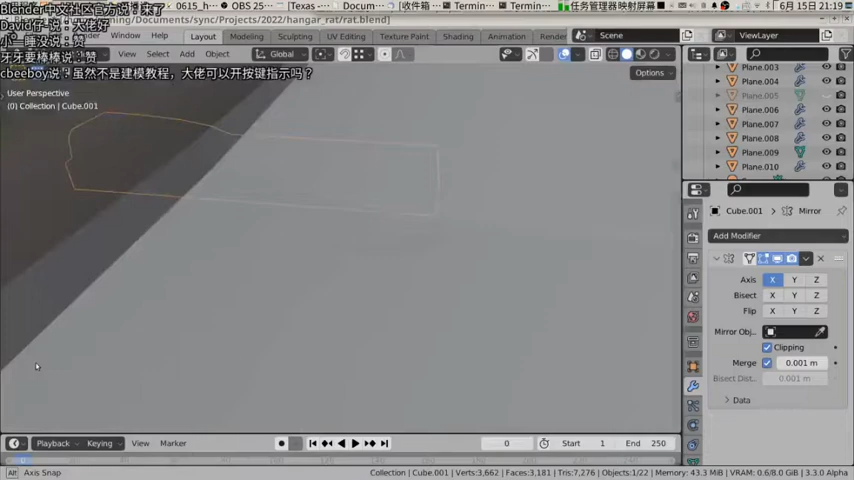 Blender中文社区官方说：来了
David仔 说：大佬好
小一睡没说：赞
牙牙要棒棒说：赞
cbeeboy说：虽然不是建模教程，大佬可以开按键指示吗？
0615_h...
[Texas -...
[收件箱...
Docum...
Termin...
Termin...
任务管理器映射屏幕
6月 15日 21:19
/Documents/sync/Projects/2022/hangar_rat/rat.blend]
Layout
Modeling
Sculpting
UV Editing
Texture Paint
Shading
Animation
Render
Scene
ViewLayer
View
Select
Add
Object
Global
Options
User Perspective
(0) Collection | Cube.001
Plane.003
Plane.004
Plane.005
Plane.006
Plane.007
Plane.008
Plane.009
Plane.010
Cube.001
Mirror
Add Modifier
Axis
X
Y
Z
Bisect
X
Y
Z
Flip
X
Y
Z
Mirror Obj..
Clipping
Merge
0.001 m
Bisect Dist..
0.001 m
Data
Playback
Keying
View
Marker
0
Start
1
End
250
0
Alt
Axis Snap
Collection | Cube.001 | Verts:3,662 | Faces:3,181 | Tris:7,276 | Objects:1/22 | Memory: 43.3 MiB | VRAM: 0.6/8.0 GiB | 3.3.0 Alpha